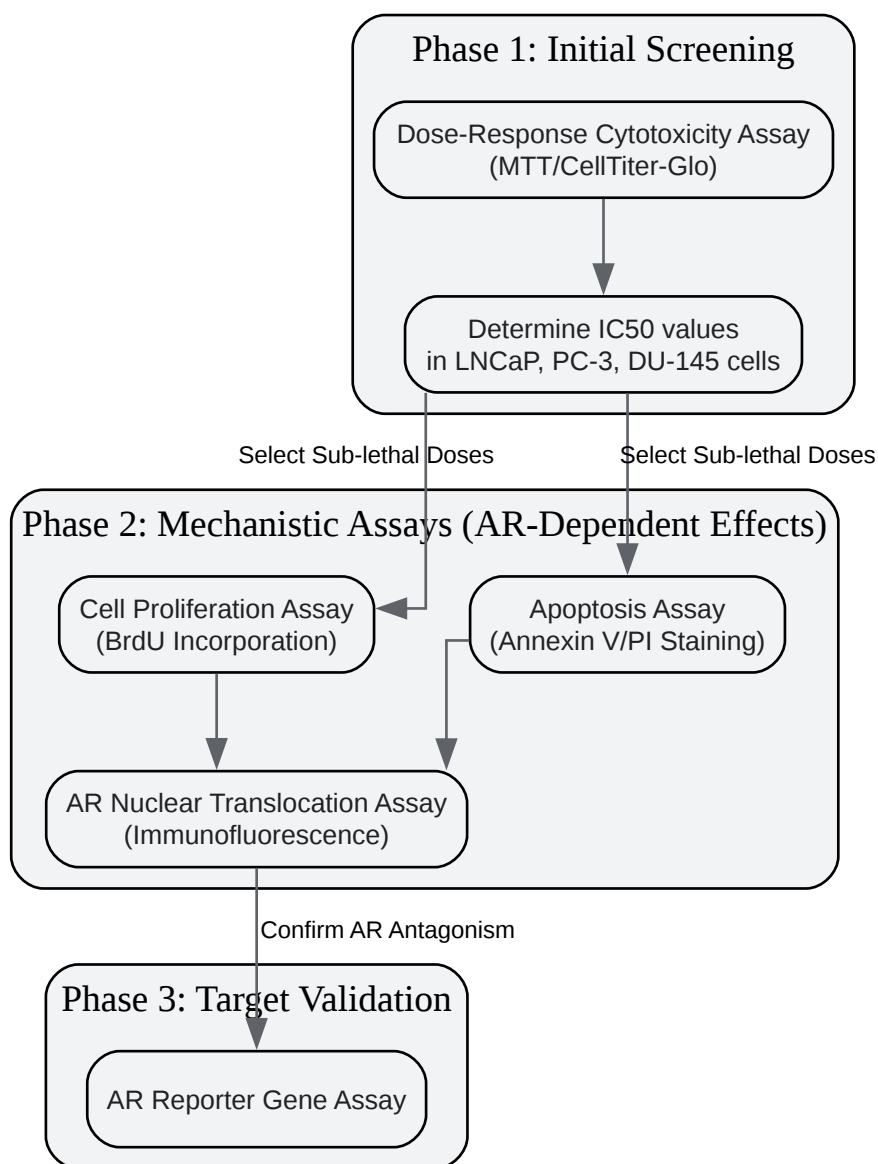 Phase 1: Initial Screening
Dose-Response Cytotoxicity Assay
(MTT/CellTiter-Glo)
Determine IC50 values
in LNCaP, PC-3, DU-145 cells
Select Sub-lethal Doses
Select Sub-lethal Doses
Phase 2: Mechanistic Assays (AR-Dependent Effects)
Cell Proliferation Assay
(BrdU Incorporation)
Apoptosis Assay
(Annexin V/PI Staining)
AR Nuclear Translocation Assay
(Immunofluorescence)
Confirm AR Antagonism
Phase 3: Target Validation
AR Reporter Gene Assay